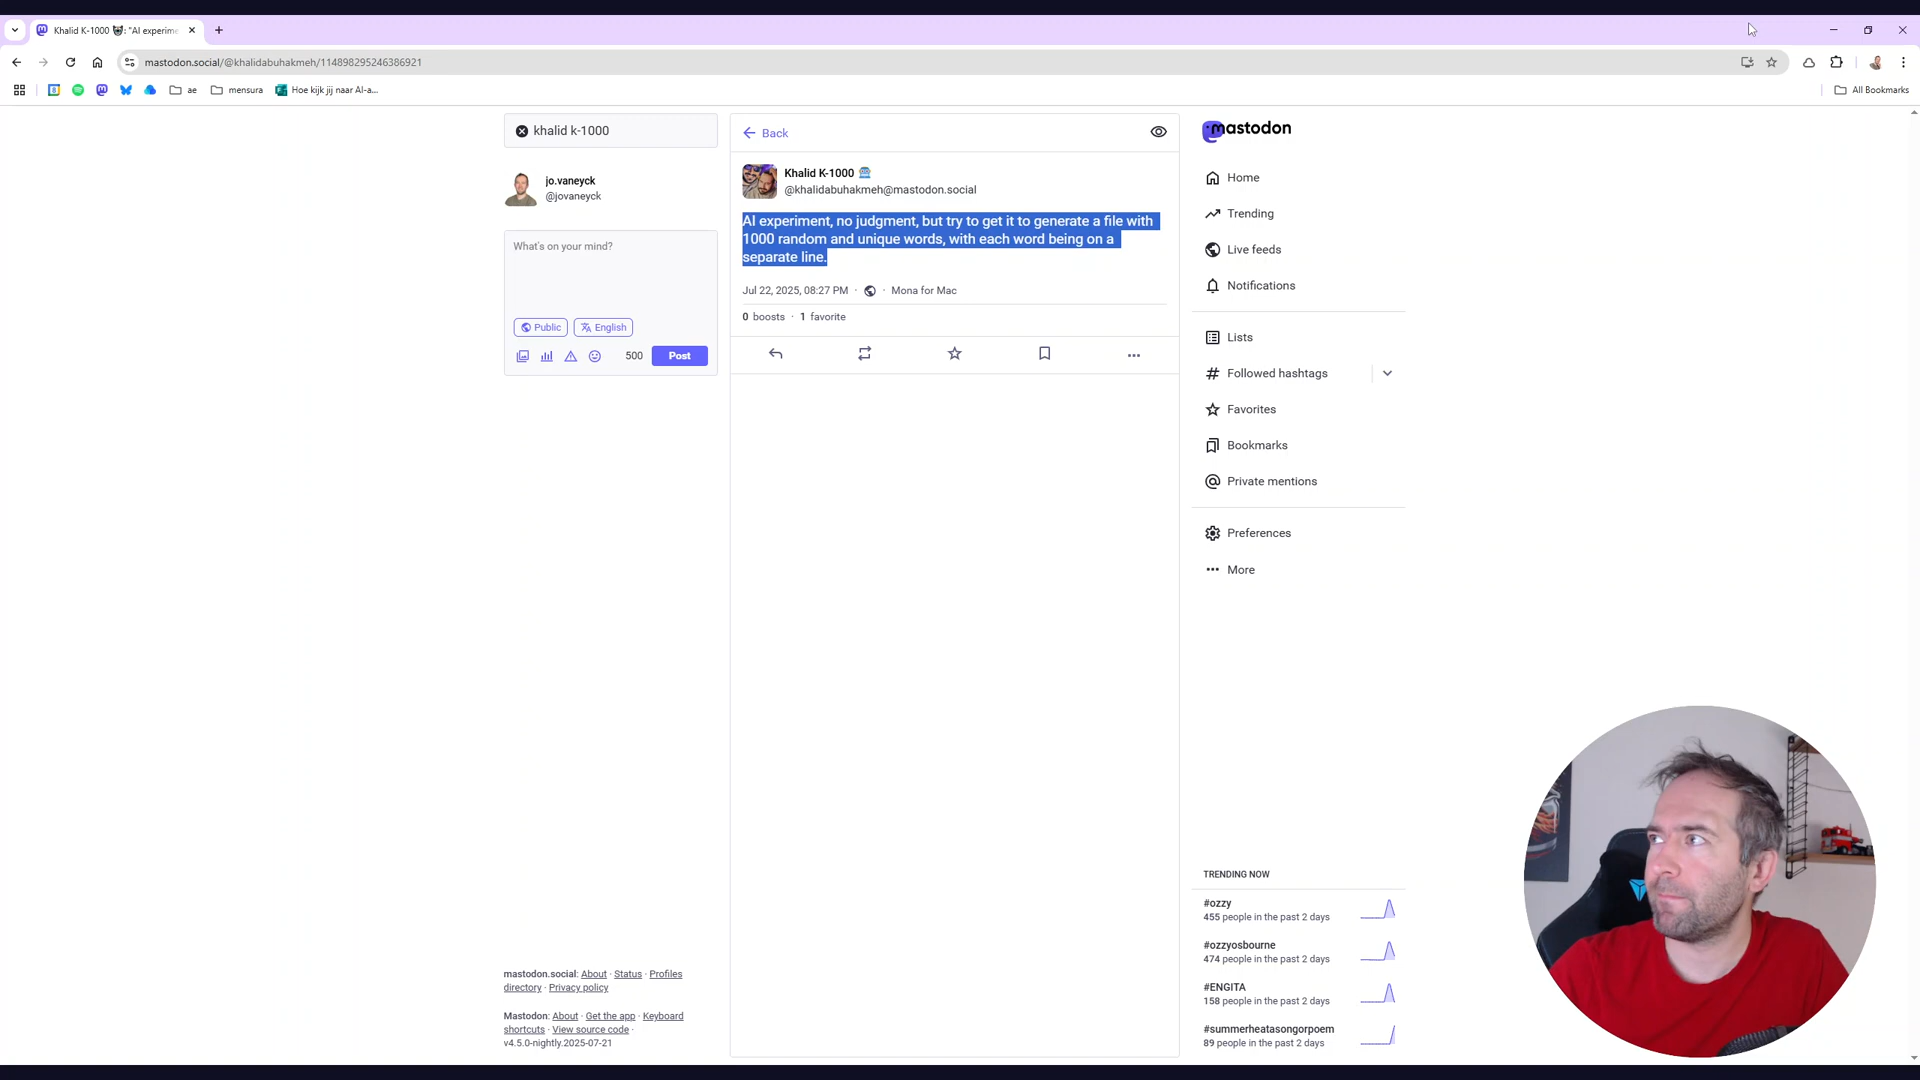 Khalid K-1000 : "AI experime
mastodon.social/@khalidabuhakmeh/114898295246386921
ae
mensura
Hoe kijk jij naar AI-a...
All Bookmarks
khalid k-1000
jo.vaneyck
@jovaneyck
What's on your mind?
Public
English
500
Post
Back
Khalid K-1000
@khalidabuhakmeh@mastodon.social
AI experiment, no judgment, but try to get it to generate a file with
1000 random and unique words, with each word being on a
separate line.
Jul 22, 2025, 08:27 PM · · Mona for Mac
0 boosts · 1 favorite
mastodon
Home
Trending
Live feeds
Notifications
Lists
Followed hashtags
Favorites
Bookmarks
Private mentions
Preferences
More
TRENDING NOW
#ozzy
455 people in the past 2 days
#ozzyosbourne
474 people in the past 2 days
#ENGITA
158 people in the past 2 days
#summerheatasongorpoem
89 people in the past 2 days
mastodon.social: About · Status · Profiles
directory · Privacy policy
Mastodon: About · Get the app · Keyboard
shortcuts · View source code ·
v4.5.0-nightly.2025-07-21